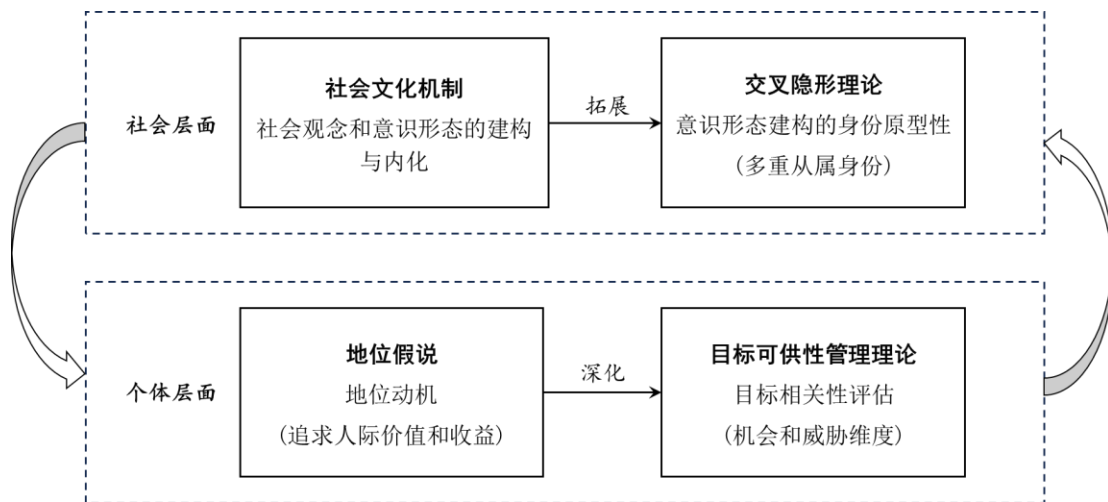 社会层面
社会文化机制
社会观念和意识形态的建构
与内化
拓展
交叉隐形理论
意识形态建构的身份原型性
(多重从属身份)
个体层面
地位假说
地位动机
(追求人际价值和收益)
深化
目标可供性管理理论
目标相关性评估
(机会和威胁维度)